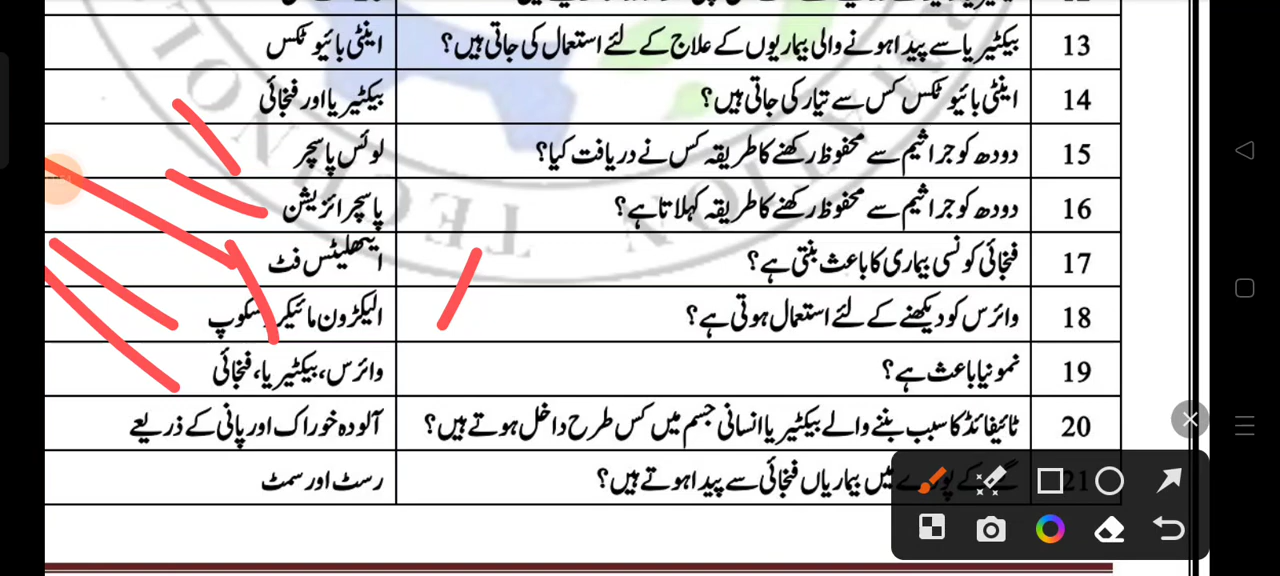 13 بیکٹیریا سے پیدا ہونے والی بیماریوں کے علاج کے لئے استعمال کی جاتی ہیں؟ اینٹی بائیوٹکس
14 اینٹی بائیوٹکس کس سے تیار کی جاتی ہیں؟ بیکٹیریا اور فنجائی
15 دودھ کو جراثیم سے محفوظ رکھنے کا طریقہ کس نے دریافت کیا؟ لوئس پاسچر
16 دودھ کو جراثیم سے محفوظ رکھنے کا طریقہ کہلاتا ہے؟ پاسچرائزیشن
17 فنجائی کونسی بیماری کا باعث بنتی ہے؟ ایتھلیٹس فٹ
18 وائرس کو دیکھنے کے لئے استعمال ہوتی ہے؟ الیکڑون مائیکروسکوپ
19 نمونیا باعث ہے؟ وائرس، بیکٹیریا، فنجائی
20 ٹائیفائڈ کا سبب بننے والے بیکٹیریا انسانی جسم میں کس طرح داخل ہوتے ہیں؟ آلودہ خوراک اور پانی کے ذریعے
21 کے پودے میں بیماریاں فنجائی سے پیدا ہوتے ہیں؟ رسٹ اور سمٹ